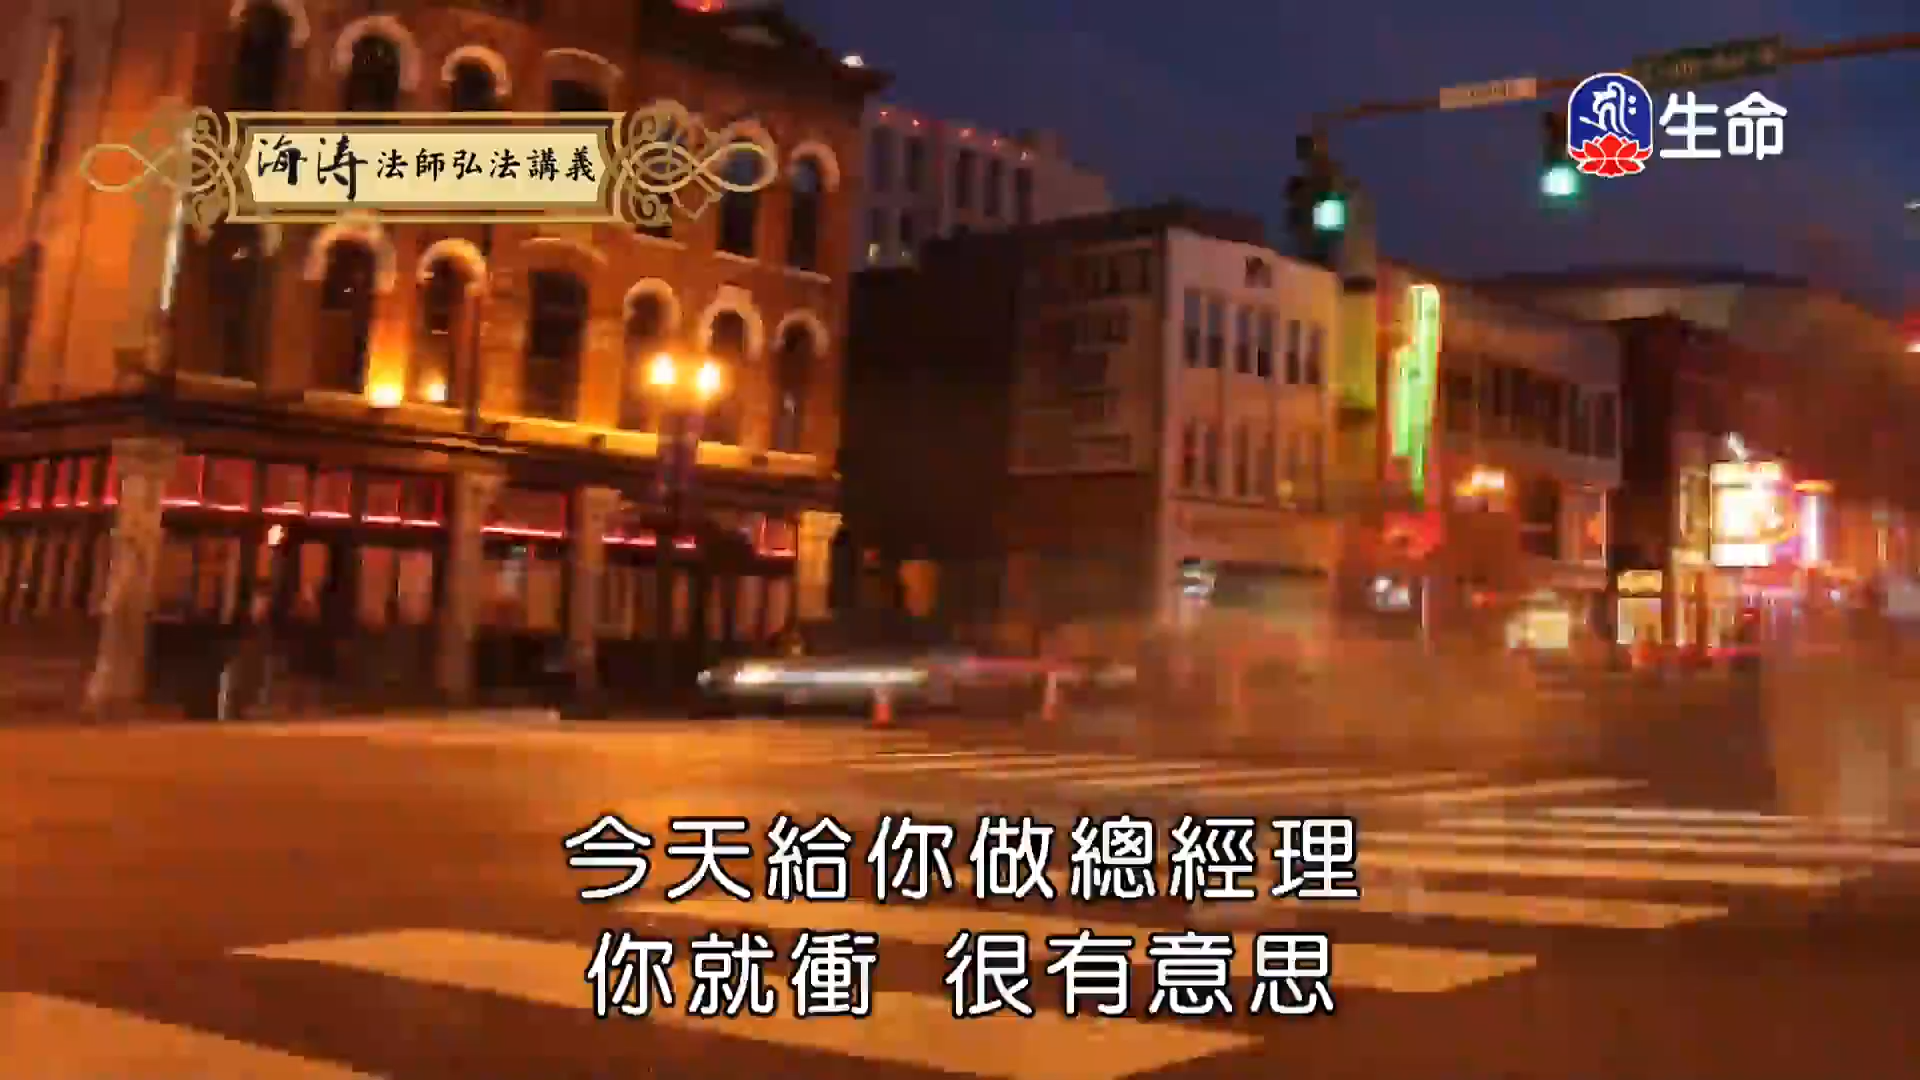 海濤法師弘法講義
生命
今天給你做總經理
你就衝 很有意思